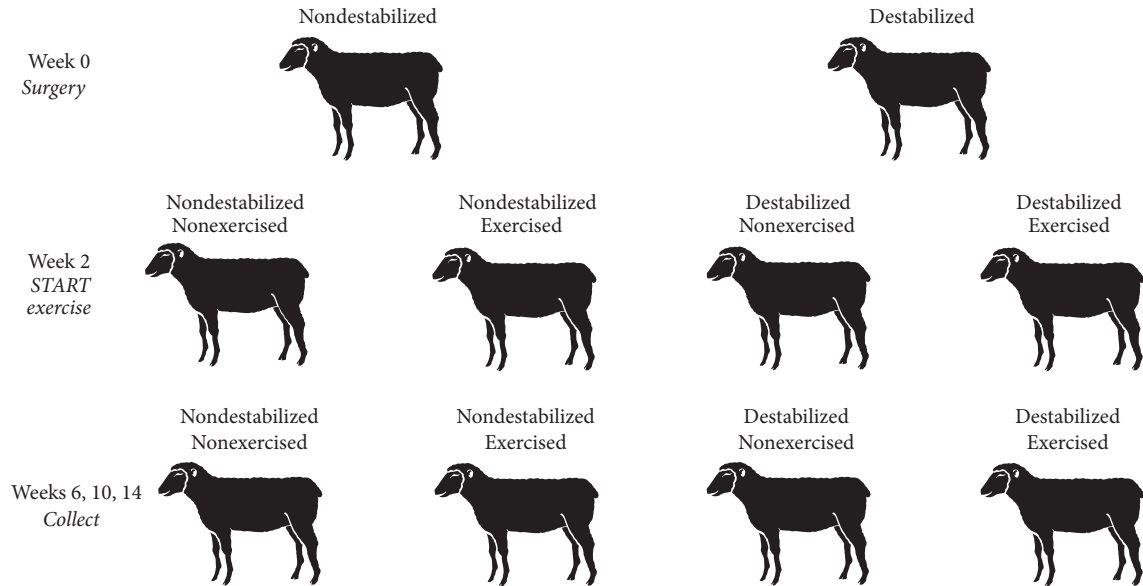 Nondestabilized
Destabilized
Week 0
Surgery
Nondestabilized
Nonexercised
Nondestabilized
Exercised
Destabilized
Nonexercised
Destabilized
Exercised
Week 2
START
exercise
Nondestabilized
Nonexercised
Nondestabilized
Exercised
Destabilized
Nonexercised
Destabilized
Exercised
Weeks 6, 10, 14
Collect